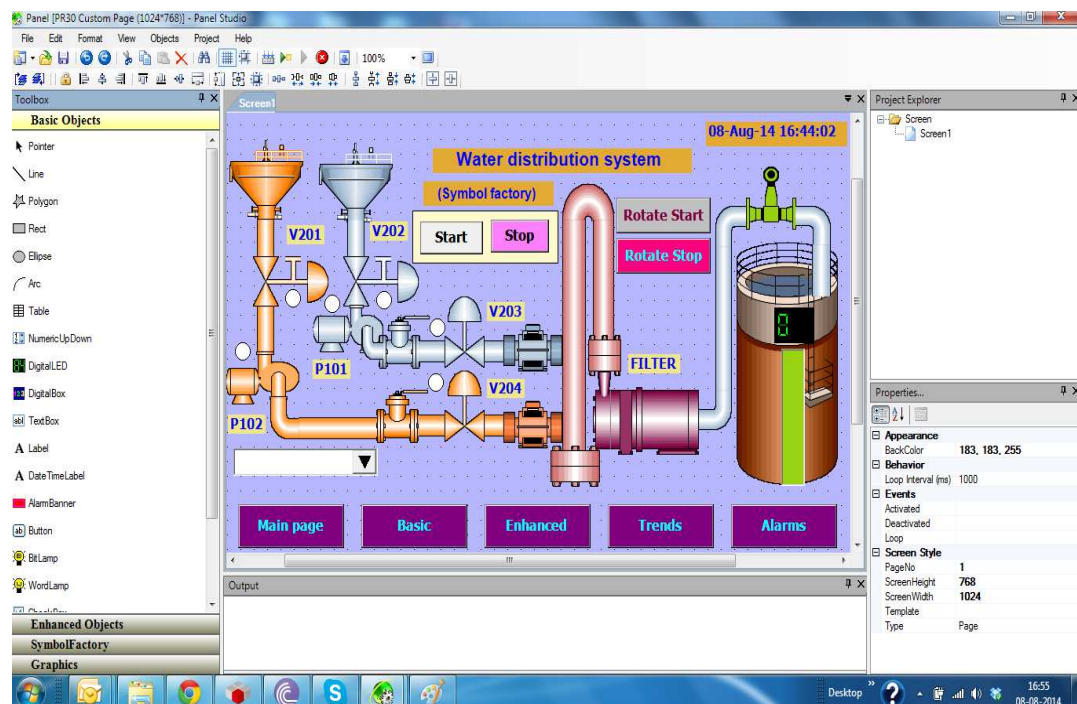 Panel [PR30 Custom Page (1024*768)] - Panel Studio
File Edit Format View Objects Project Help
100%
Toolbox
Basic Objects
Pointer
Line
Polygon
Rect
Ellipse
Arc
Table
NumericUpDown
DigitalLED
DigitalBox
TextBox
A Label
A DateTimeLabel
AlarmBanner
Button
BitLamp
WordLamp
CheckBox
Enhanced Objects
SymbolFactory
Graphics
Screen1
08-Aug-14 16:44:02
Water distribution system
(Symbol factory)
V201
V202
Start
Stop
Rotate Start
Rotate Stop
V203
P101
FILTER
V204
P102
0
Main page
Basic
Enhanced
Trends
Alarms
Output
Project Explorer
Screen
Screen1
Properties...
Appearance
BackColor 183, 183, 255
Behavior
Loop Interval (ms) 1000
Events
Activated
Deactivated
Loop
Screen Style
PageNo 1
ScreenHeight 768
ScreenWidth 1024
Template
Type Page
Desktop
16:55
08-08-2014